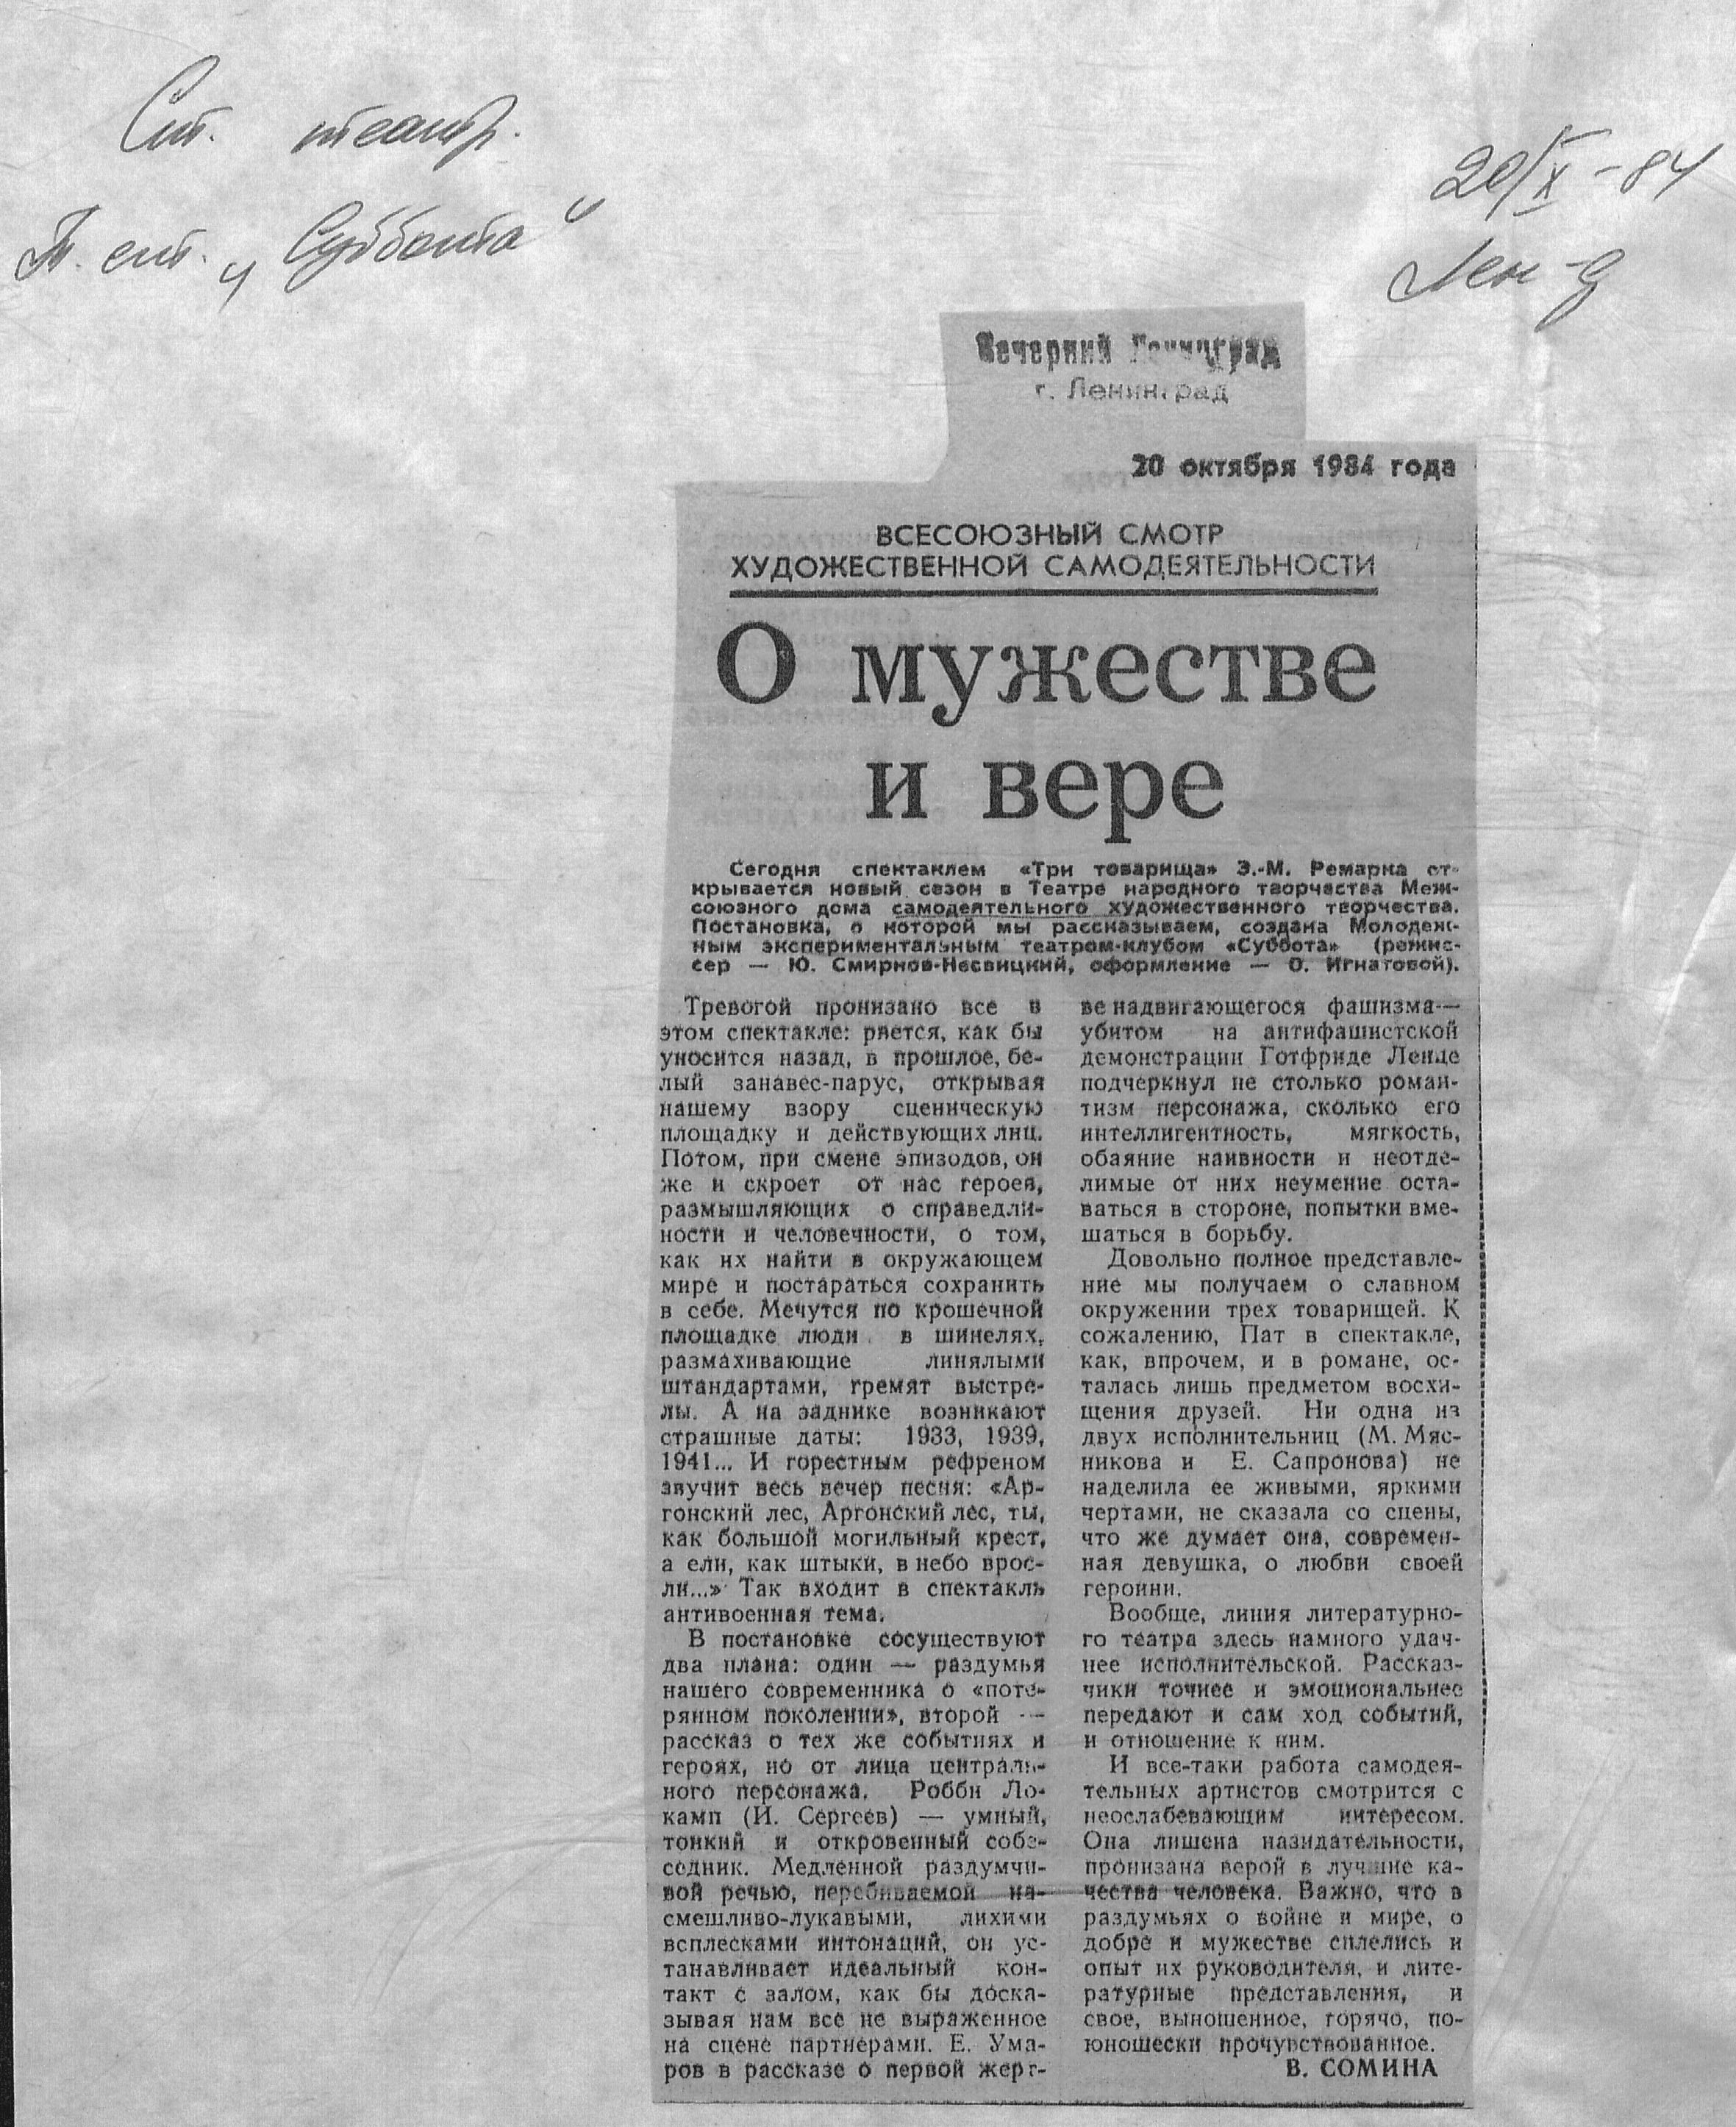 Ст. театр.
Т. ст. „Суббота"
20/X -84
Лен-д
Вечерний Ленинград
г. Ленинград
20 октября 1984 года
ВСЕСОЮЗНЫЙ СМОТР
ХУДОЖЕСТВЕННОЙ САМОДЕЯТЕЛЬНОСТИ
О мужестве
и вере
Сегодня спектаклем «Три товарища» Э.-М. Ремарка от-
крывается новый сезон в Театре народного творчества Меж-
союзного дома самодеятельного художественного творчества.
Постановка, о которой мы рассказываем, создана Молодеж-
ным экспериментальным театром-клубом «Суббота» (режис-
сер — Ю. Смирнов-Несвицкий, оформление — О. Игнатовой).
Тревогой пронизано все в
этом спектакле: рвется, как бы
уносится назад, в прошлое, бе-
лый занавес-парус, открывая
нашему взору сценическую
площадку и действующих лиц.
Потом, при смене эпизодов, он
же и скроет от нас героев,
размышляющих о справедли-
ности и человечности, о том,
как их найти в окружающем
мире и постараться сохранить
в себе. Мечутся по крошечной
площадке люди в шинелях,
размахивающие линялыми
штандартами, гремят выстре-
лы. А на заднике возникают
страшные даты: 1933, 1939,
1941... И горестным рефреном
звучит весь вечер песня: «Ар-
гонский лес, Аргонский лес, ты,
как большой могильный крест,
а ели, как штыки, в небо врос-
ли...» Так входит в спектакль
антивоенная тема.
В постановке сосуществуют
два плана: один — раздумья
нашего современника о «поте-
рянном поколении», второй —
рассказ о тех же событиях и
героях, но от лица централь-
ного персонажа. Робби Ло-
камп (И. Сергеев) — умный,
тонкий и откровенный собе-
седник. Медленной раздумчи-
вой речью, перебиваемой на-
смешливо-лукавыми, лихими
всплесками интонаций, он ус-
танавливает идеальный кон-
такт с залом, как бы доска-
зывая нам все не выраженное
на сцене партнерами. Е. Ума-
ров в рассказе о первой жерт-
ве надвигающегося фашизма —
убитом на антифашистской
демонстрации Готфриде Ленце
подчеркнул не столько роман-
тизм персонажа, сколько его
интеллигентность, мягкость,
обаяние наивности и неотде-
лимые от них неумение оста-
ваться в стороне, попытки вме-
шаться в борьбу.
Довольно полное представле-
ние мы получаем о славном
окружении трех товарищей. К
сожалению, Пат в спектакле,
как, впрочем, и в романе, ос-
талась лишь предметом восхи-
щения друзей. Ни одна из
двух исполнительниц (М. Мяс-
никова и Е. Сапронова) не
наделила ее живыми, яркими
чертами, не сказала со сцены,
что же думает она, современ-
ная девушка, о любви своей
героини.
Вообще, линия литературно-
го театра здесь намного удач-
нее исполнительской. Рассказ-
чики точнее и эмоциональнее
передают и сам ход событий,
и отношение к ним.
И все-таки работа самодея-
тельных артистов смотрится с
неослабевающим интересом.
Она лишена назидательности,
пронизана верой в лучшие ка-
чества человека. Важно, что в
раздумьях о войне и мире, о
добре и мужестве сплелись и
опыт их руководителя, и лите-
ратурные представления, и
свое, выношенное, горячо, по-
юношески прочувствованное.
В. СОМИНА